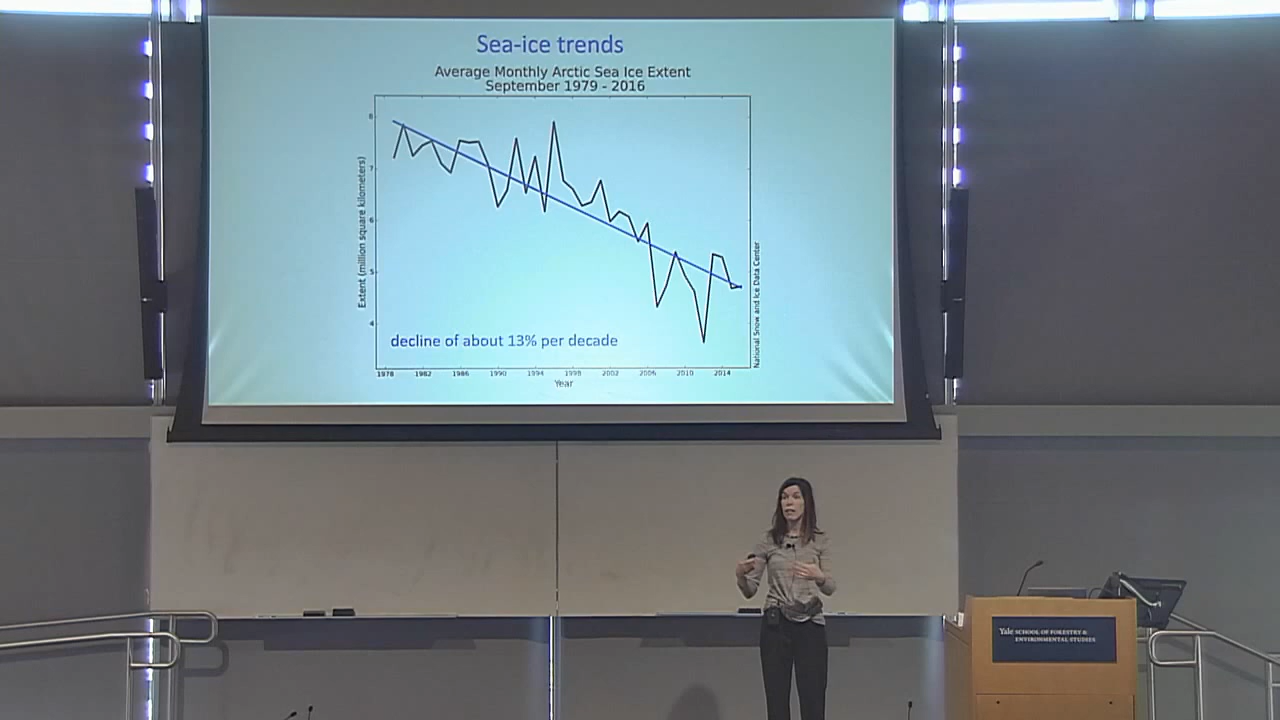 Sea-ice trends
Average Monthly Arctic Sea Ice Extent
September 1979 - 2016
8
7
6
5
4
Extent (million square kilometers)
National Snow and Ice Data Center
decline of about 13% per decade
1978 1982 1986 1990 1994 1998 2002 2006 2010 2014
Year
Yale SCHOOL OF FORESTRY &
ENVIRONMENTAL STUDIES